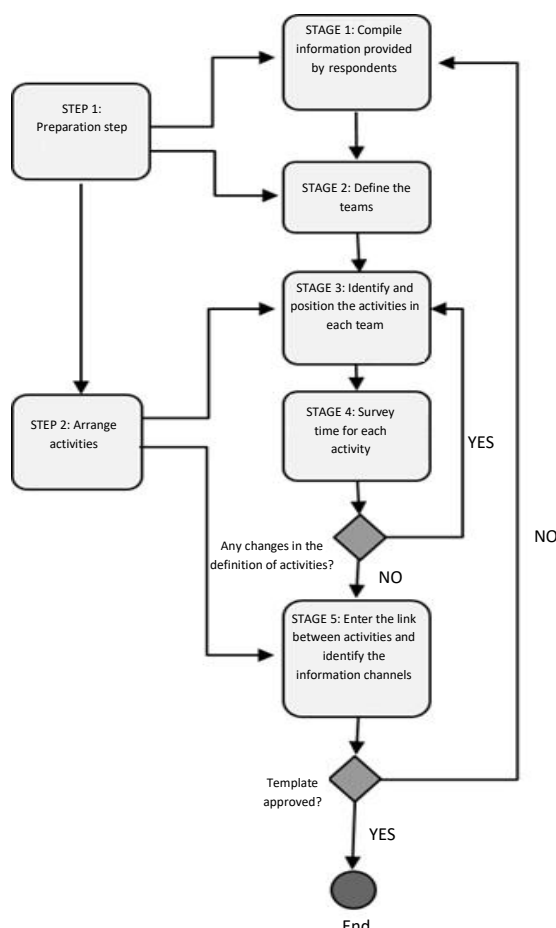 STAGE 1: Compile
information provided
by respondents
STEP 1:
Preparation step
STAGE 2: Define the
teams
STAGE 3: Identify and
position the activities in
each team
STEP 2: Arrange
activities
STAGE 4: Survey
time for each
activity
YES
NO
Any changes in the
definition of activities?
NO
STAGE 5: Enter the link
between activities and
identify the
information channels
Template
approved?
YES
End